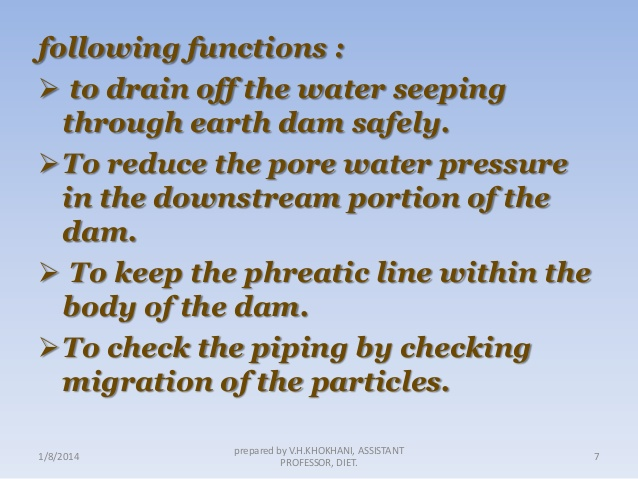 following functions :
➢ to drain off the water seeping
through earth dam safely.
➢To reduce the pore water pressure
in the downstream portion of the
dam.
➢ To keep the phreatic line within the
body of the dam.
➢To check the piping by checking
migration of the particles.
1/8/2014
prepared by V.H.KHOKHANI, ASSISTANT
PROFESSOR, DIET.
7